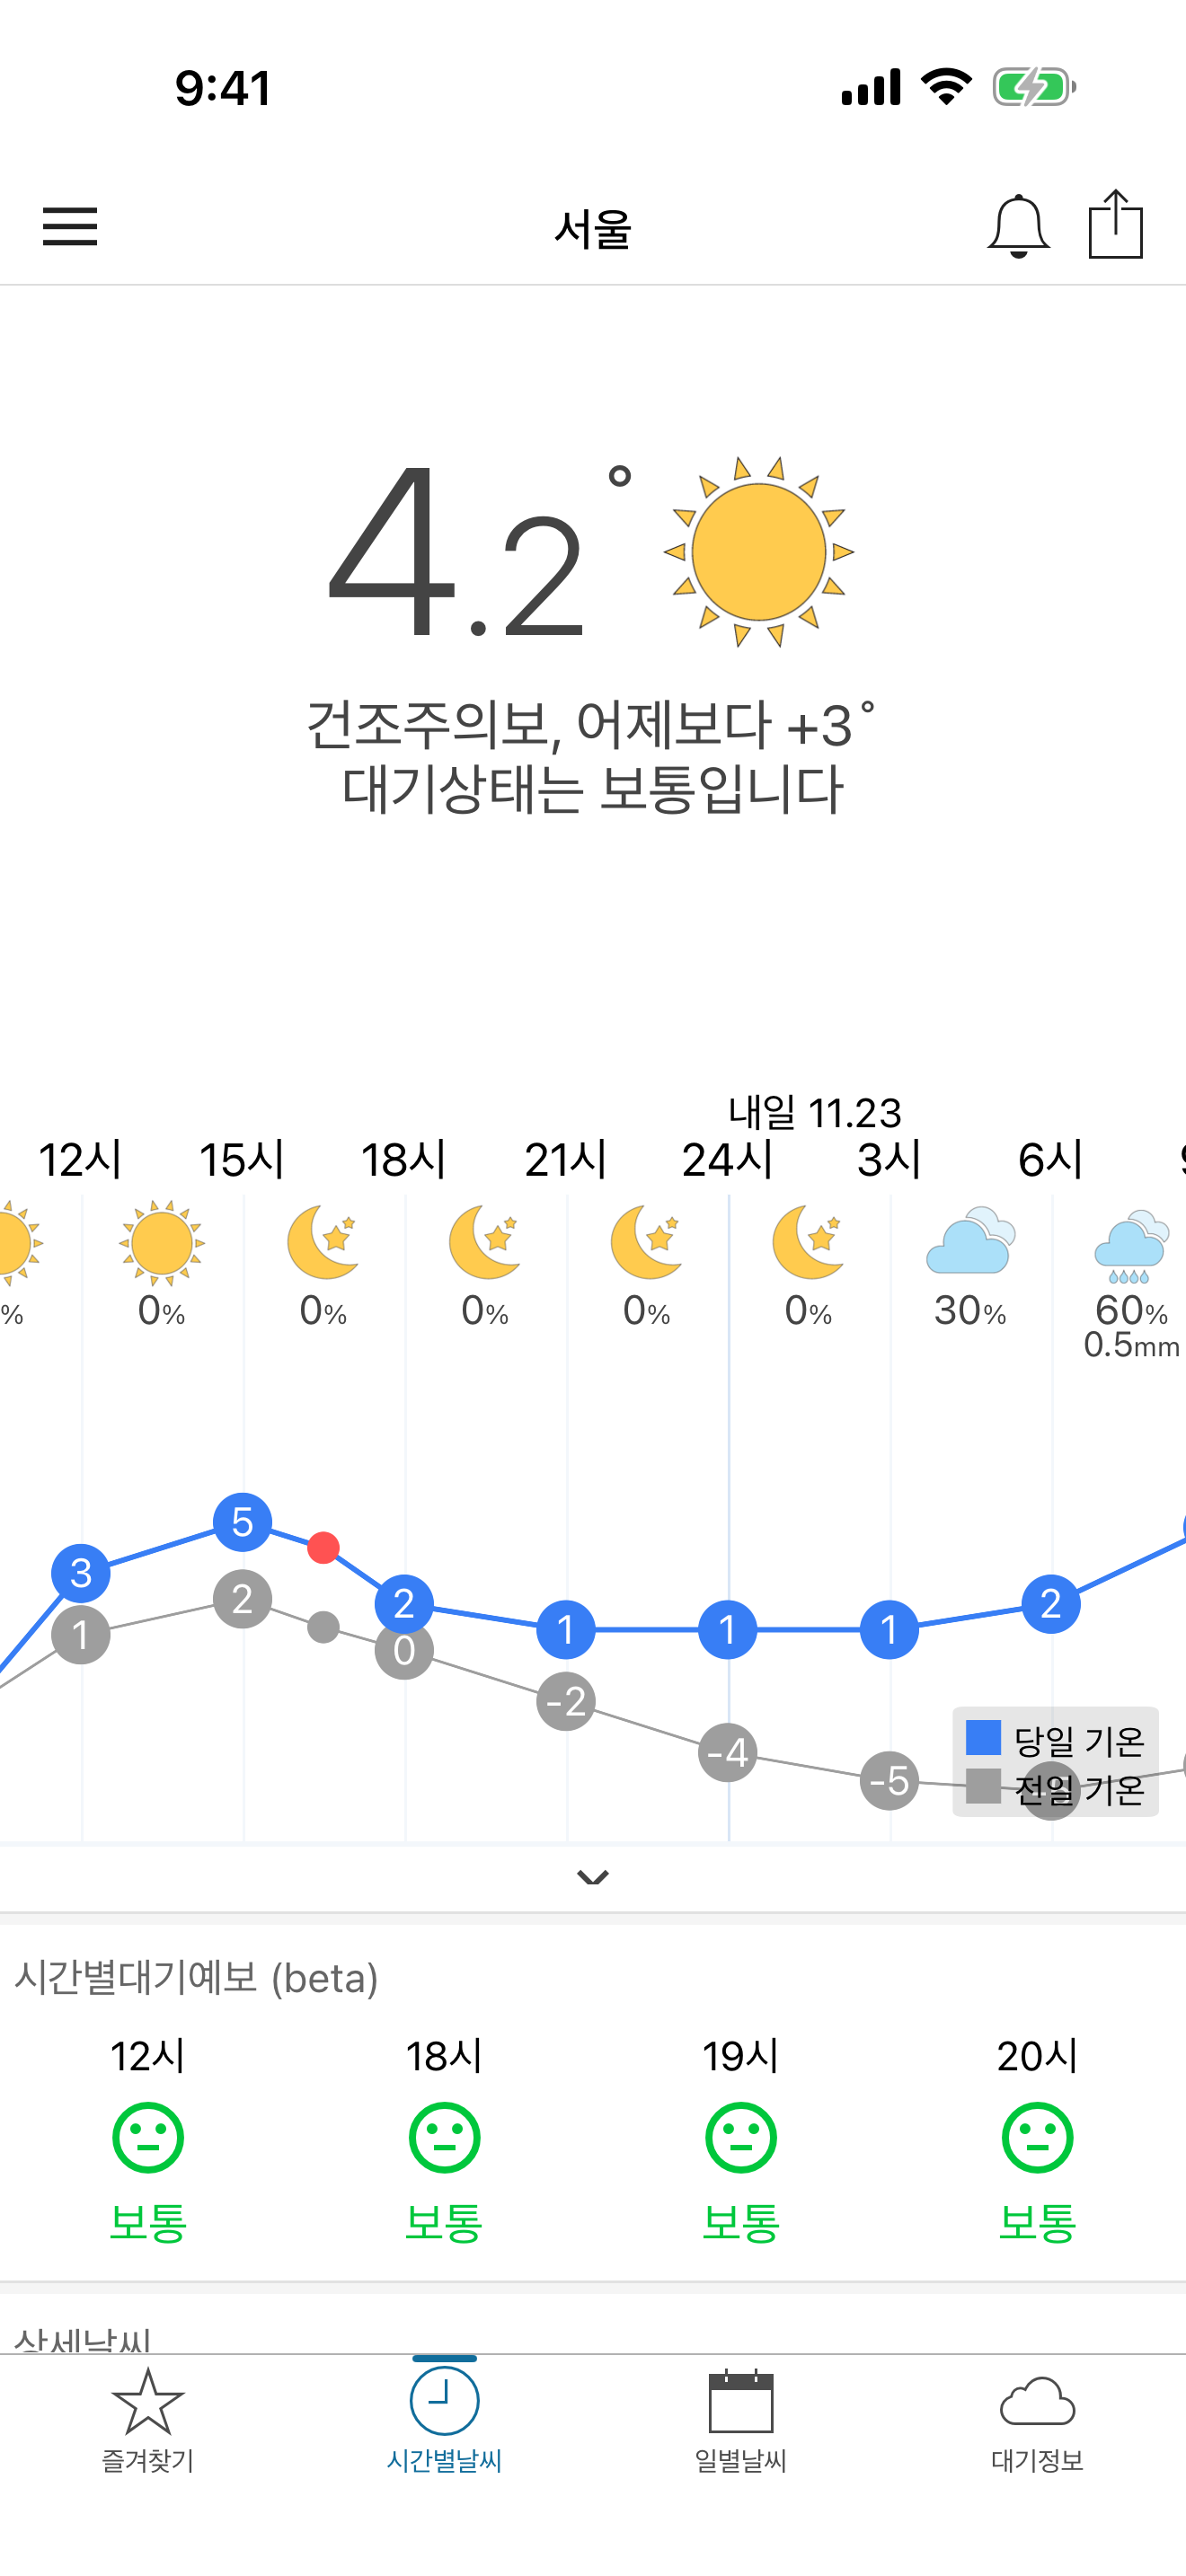 9:41
서울
4.2°
건조주의보, 어제보다 +3°
대기상태는 보통입니다
내일 11.23
12시 15시 18시 21시 24시 3시 6시
% 0% 0% 0% 0% 0% 30% 60%
0.5mm
5
3 2 2
2 1 1 1
1 0
-2
-4
-5
당일 기온
전일 기온
시간별대기예보 (beta)
12시 18시 19시 20시
보통 보통 보통 보통
상세날씨
즐겨찾기 시간별날씨 일별날씨 대기정보